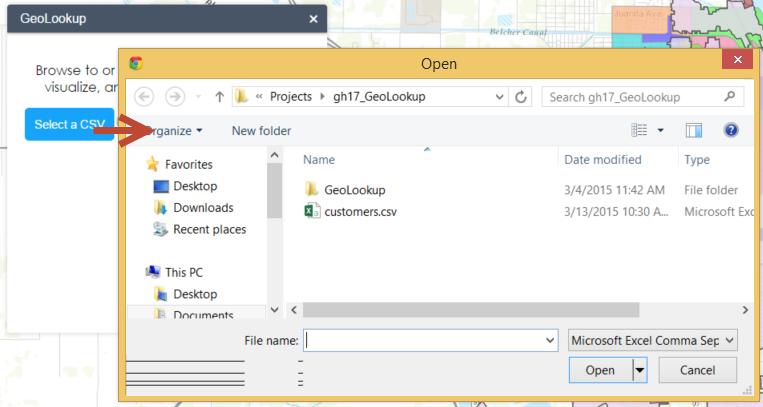 GeoLookup ×
Juanita Ave
Belcher Canal
Browse to or
visualize, ar
Select a CSV
Open
« Projects › gh17_GeoLookup
Search gh17_GeoLookup
Organize
New folder
Name Date modified Type
Favorites
Desktop
Downloads
Recent places
This PC
Desktop
Documents
GeoLookup 3/4/2015 11:42 AM File folder
customers.csv 3/13/2015 10:30 A... Microsoft Exc
File name:
Microsoft Excel Comma Sep
Open
Cancel